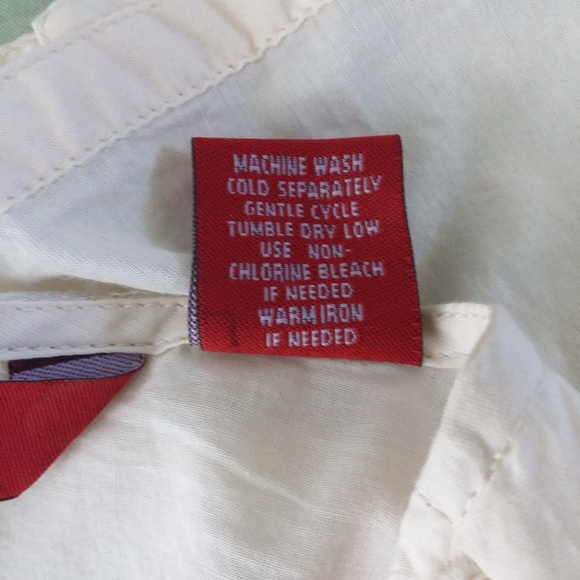 MACHINE WASH
COLD SEPARATELY
GENTLE CYCLE
TUMBLE DRY LOW
USE NON-
CHLORINE BLEACH
IF NEEDED
WARM IRON
IF NEEDED